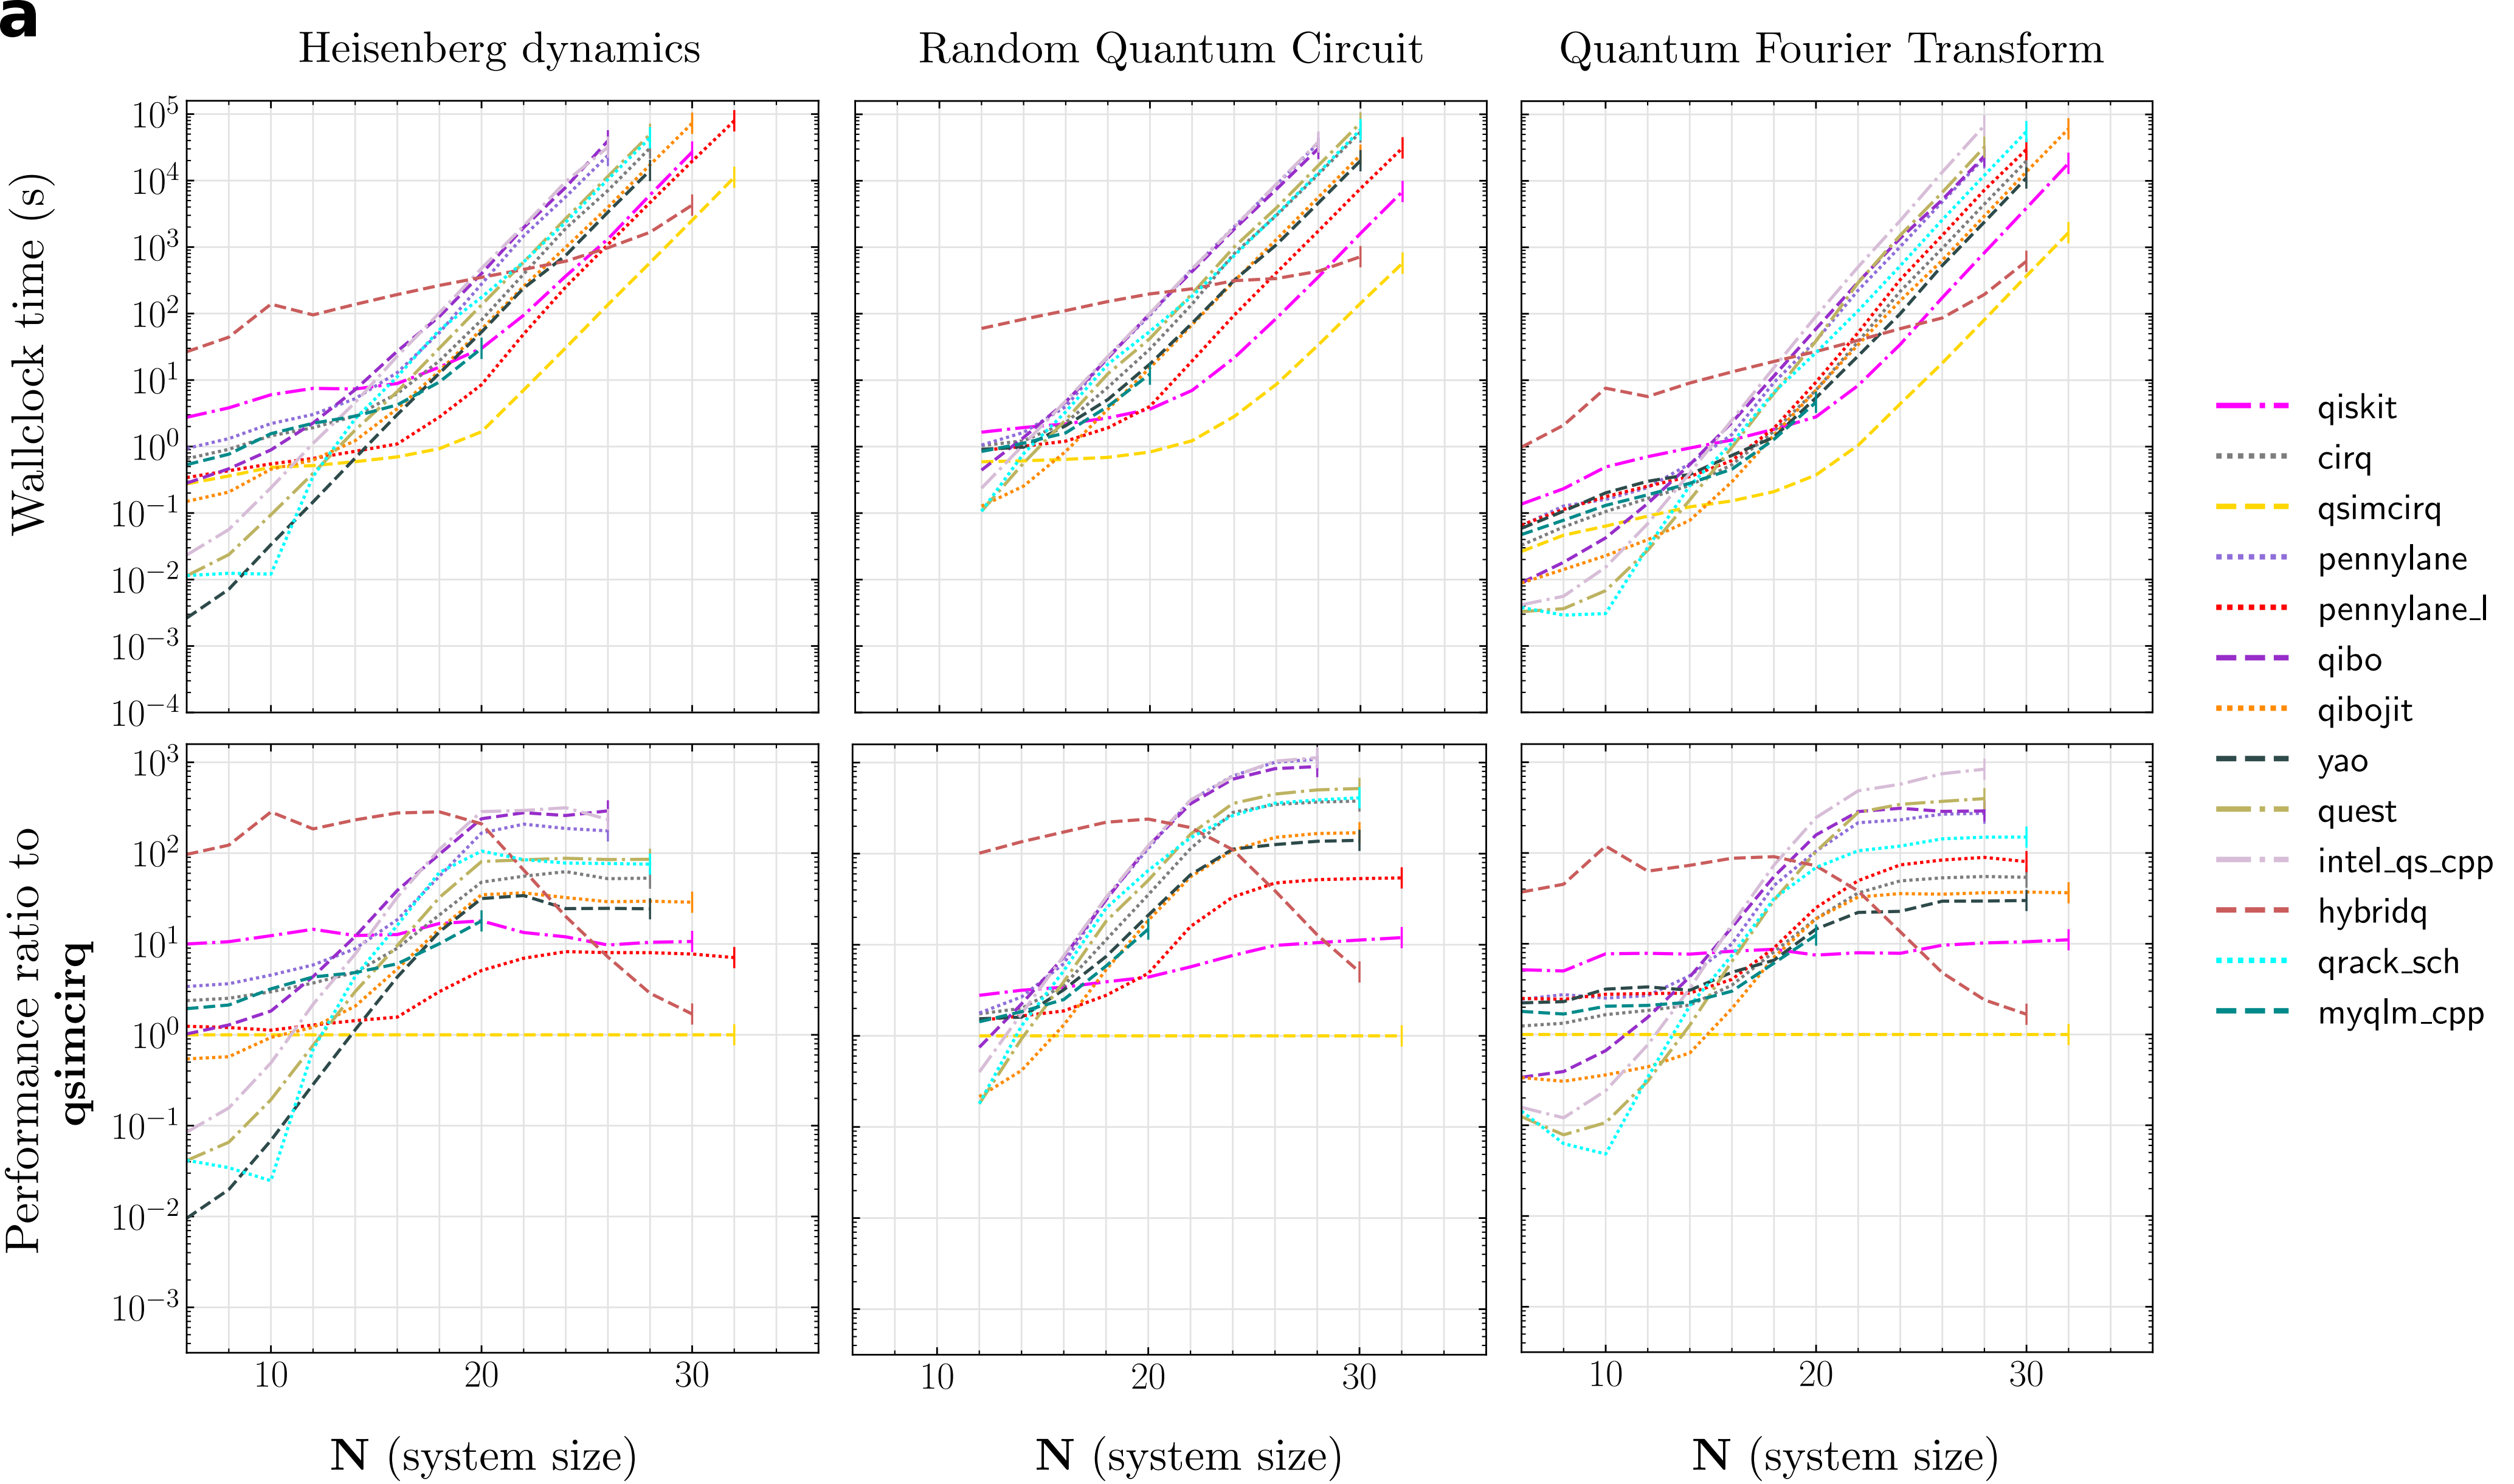 a
Heisenberg dynamics
Random Quantum Circuit
Quantum Fourier Transform
Wallclock time (s)
10^5
10^4
10^3
10^2
10^1
10^0
10^−1
10^−2
10^−3
10^−4
Performance ratio to
qsimcirq
10^3
10^2
10^1
10^0
10^−1
10^−2
10^−3
10 20 30
10 20 30
10 20 30
N (system size)
N (system size)
N (system size)
qiskit
cirq
qsimcirq
pennylane
pennylane_l
qibo
qibojit
yao
quest
intel_qs_cpp
hybridq
qrack_sch
myqlm_cpp